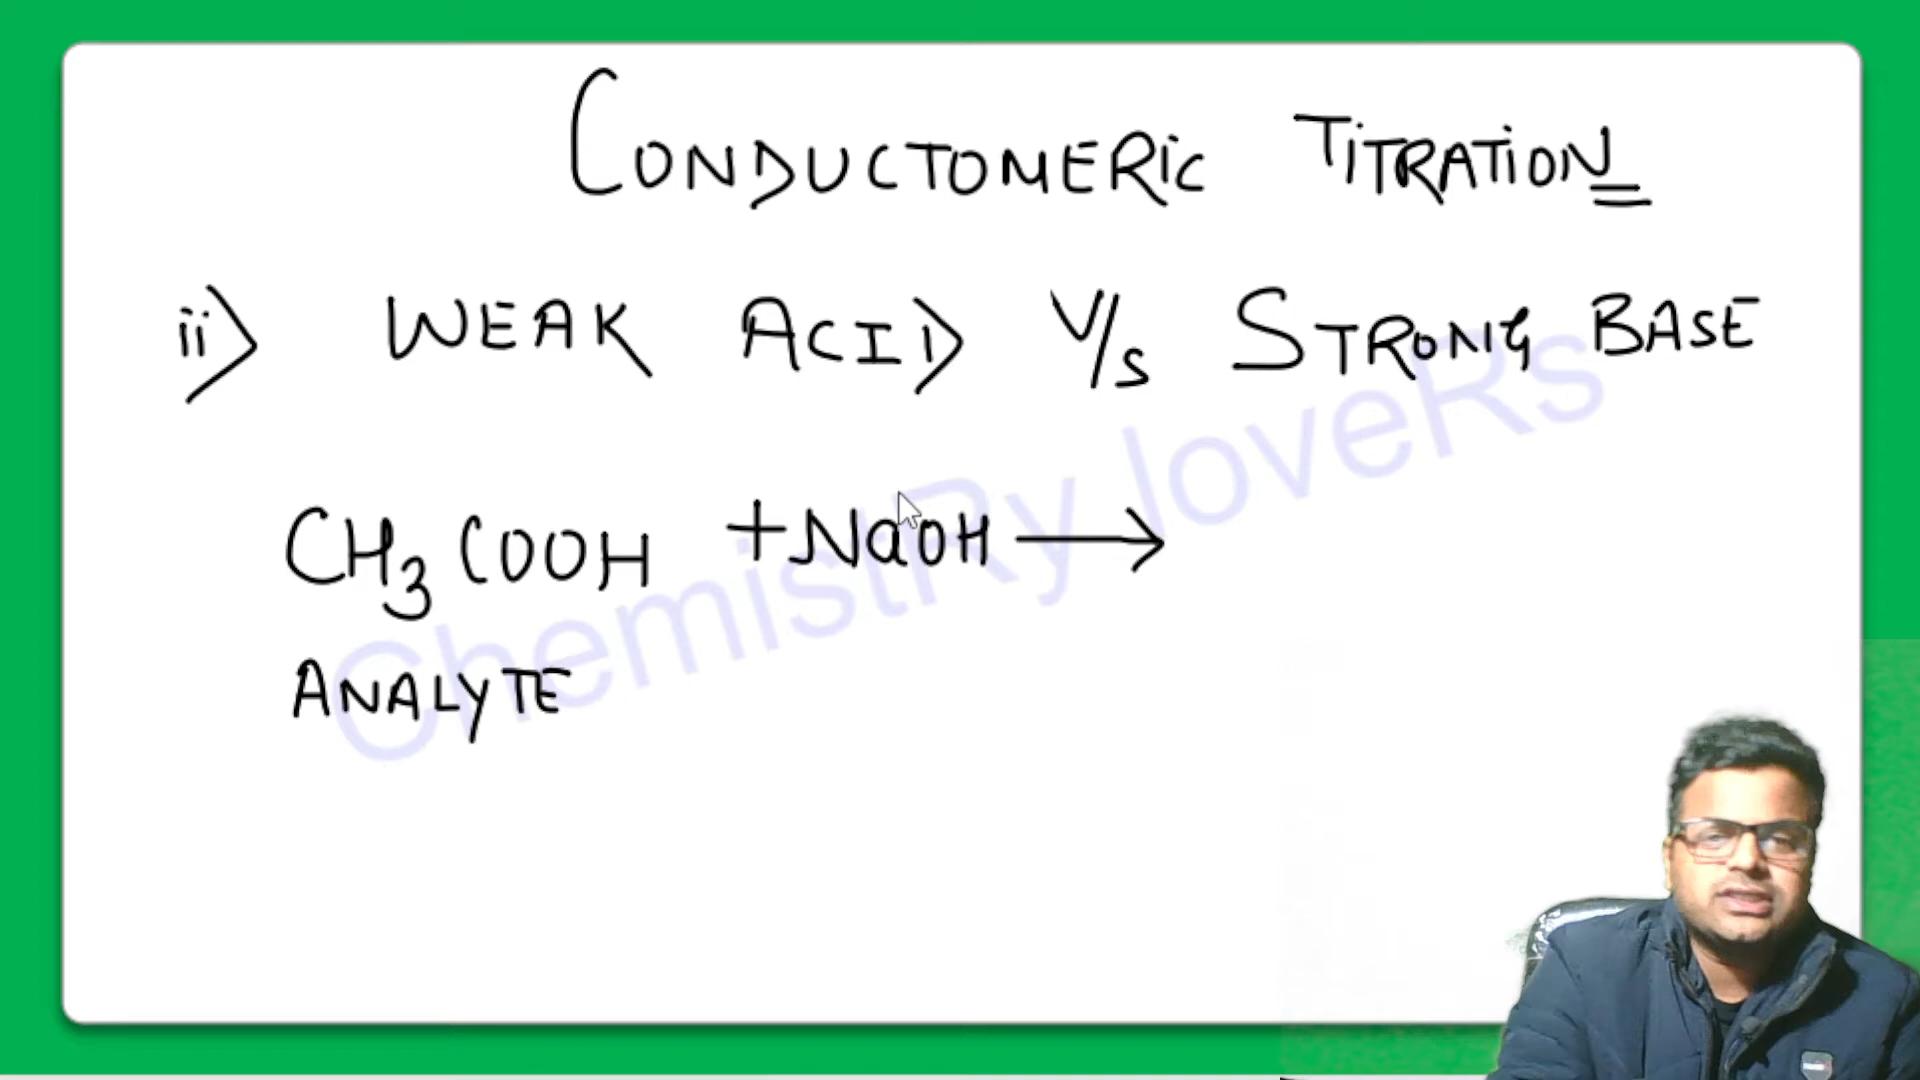 CONDUCTOMERIC TITRATION
ii) WEAK ACID V/S STRONG BASE
CH3COOH + NaOH →
ANALYTE
ChemistRy loveRs